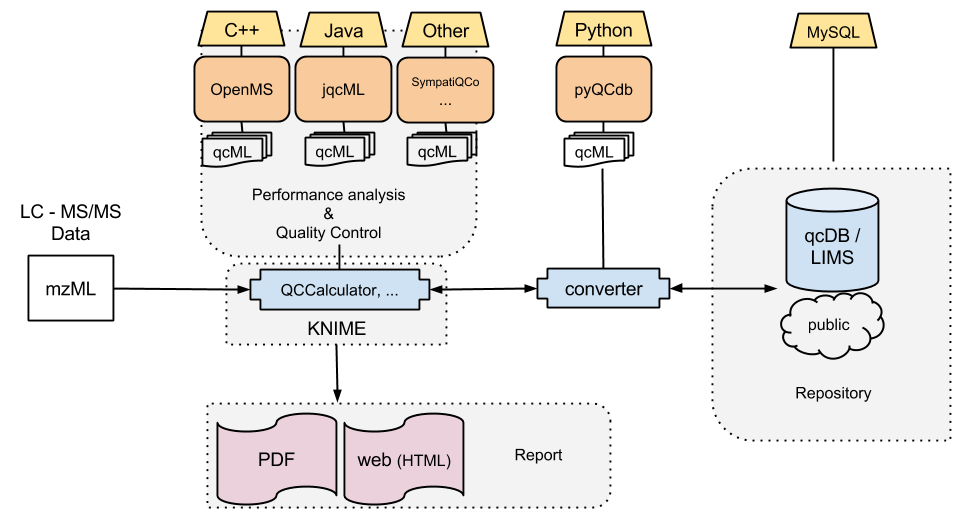 C++
Java
Other
Python
MySQL
OpenMS
jqcML
SympatiQCo
...
pyQCdb
qcML
qcML
qcML
qcML
Performance analysis
&
Quality Control
LC - MS/MS
Data
mzML
QCCalculator, ...
KNIME
converter
qcDB /
LIMS
public
Repository
PDF
web (HTML)
Report